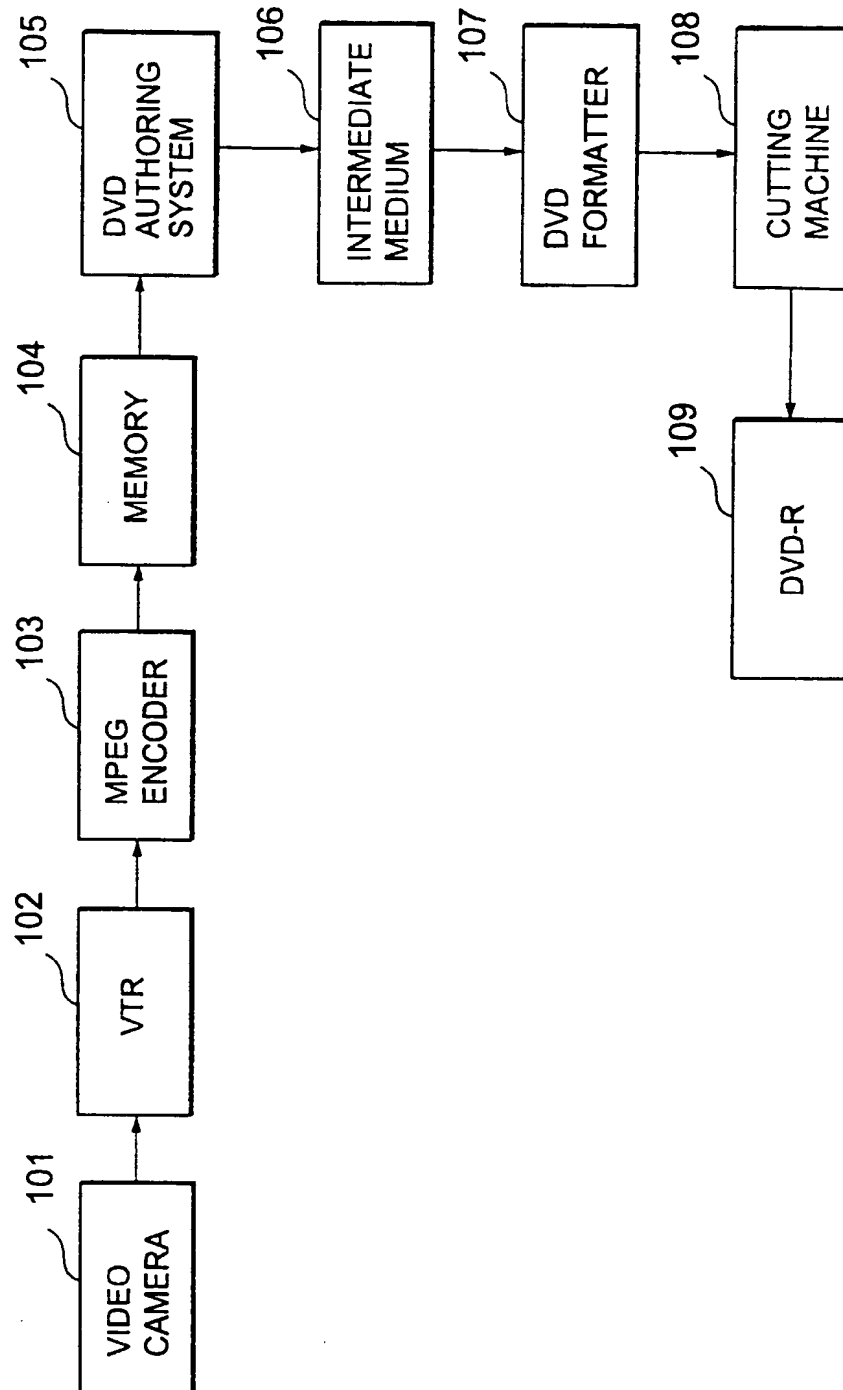 101
VIDEO
CAMERA
102
VTR
103
MPEG
ENCODER
104
MEMORY
105
DVD
AUTHORING
SYSTEM
106
INTERMEDIATE
MEDIUM
107
DVD
FORMATTER
108
CUTTING
MACHINE
109
DVD-R